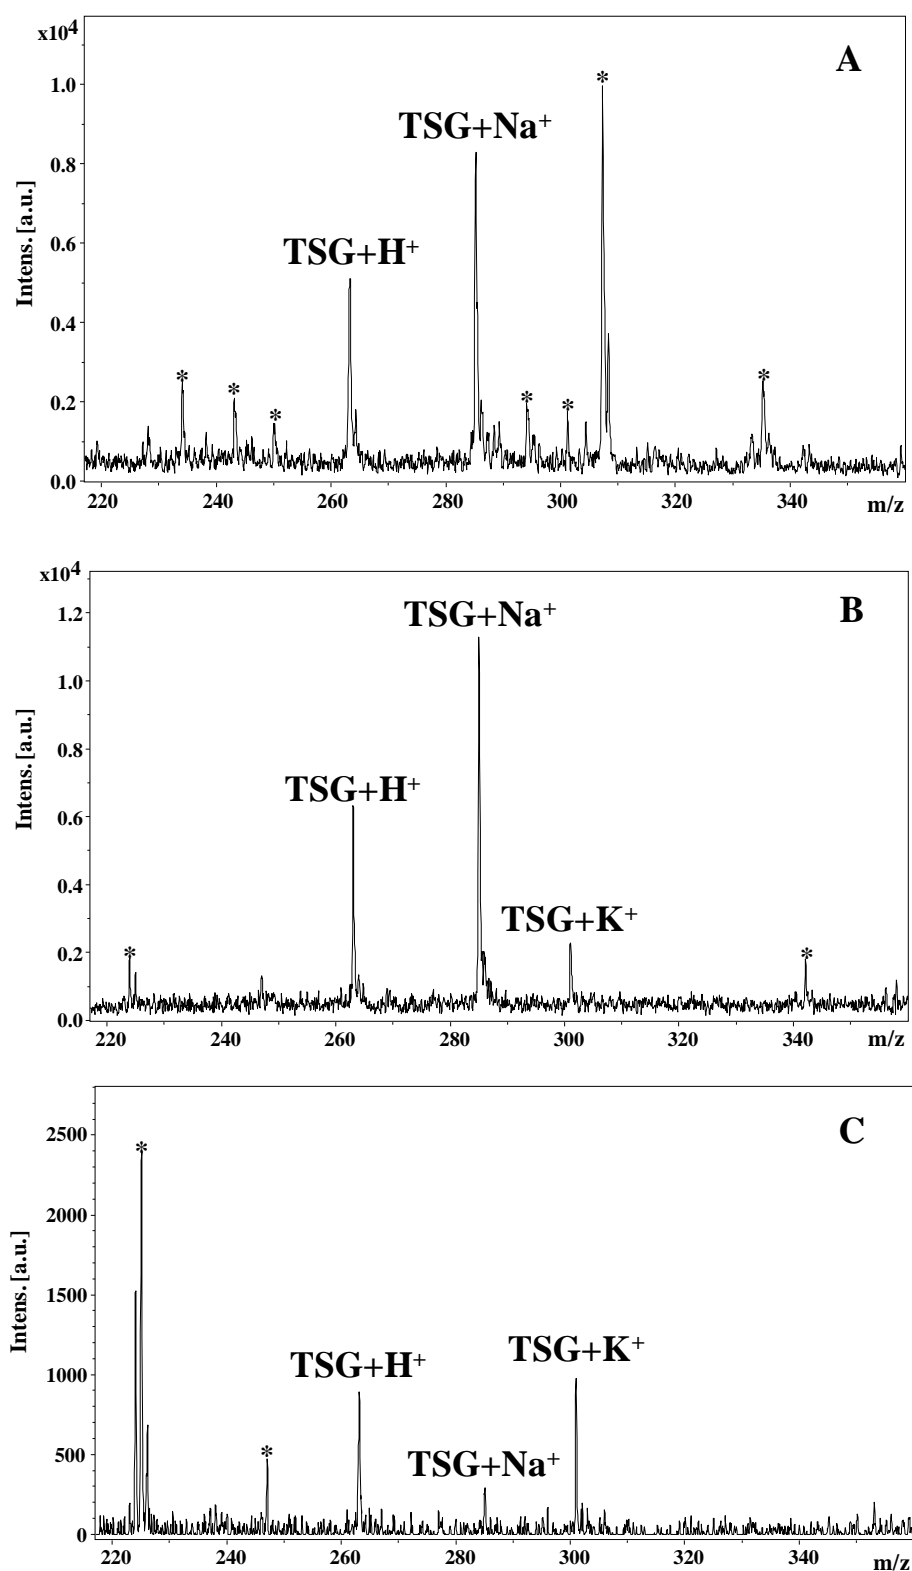 x10⁴
A
*
1.0
TSG+Na⁺
0.8
Intens.[a.u.]
TSG+H⁺
0.6
0.4
* * * * * *
0.2
0.0
220 240 260 280 300 320 340 m/z
x10⁴
B
TSG+Na⁺
1.2
1.0
Intens.[a.u.]
0.8
TSG+H⁺
0.6
0.4
TSG+K⁺
* *
0.2
0.0
220 240 260 280 300 320 340 m/z
C
2500
*
2000
Intens.[a.u.]
1500
TSG+K⁺
TSG+H⁺
1000
*
TSG+Na⁺
500
0
220 240 260 280 300 320 340 m/z